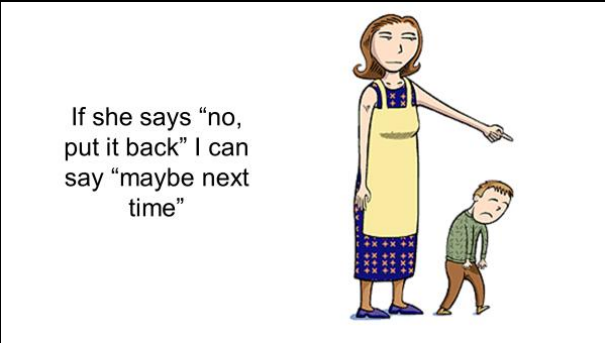 If she says “no,
put it back” I can
say “maybe next
time”